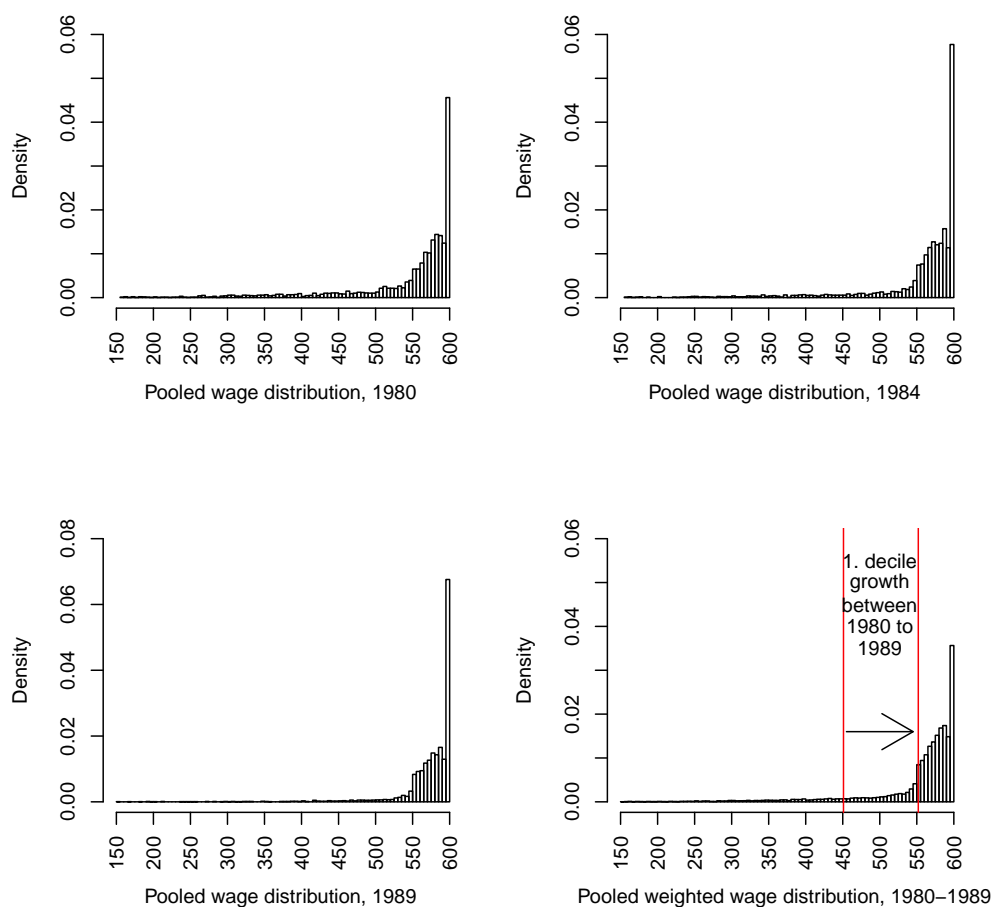 0.06
0.04
0.02
0.00
Density
150 200 250 300 350 400 450 500 550 600
Pooled wage distribution, 1980
0.06
0.04
0.02
0.00
Density
150 200 250 300 350 400 450 500 550 600
Pooled wage distribution, 1984
0.08
0.06
0.04
0.02
0.00
Density
150 200 250 300 350 400 450 500 550 600
Pooled wage distribution, 1989
0.06
0.04
0.02
0.00
Density
1. decile
growth
between
1980 to
1989
150 200 250 300 350 400 450 500 550 600
Pooled weighted wage distribution, 1980−1989